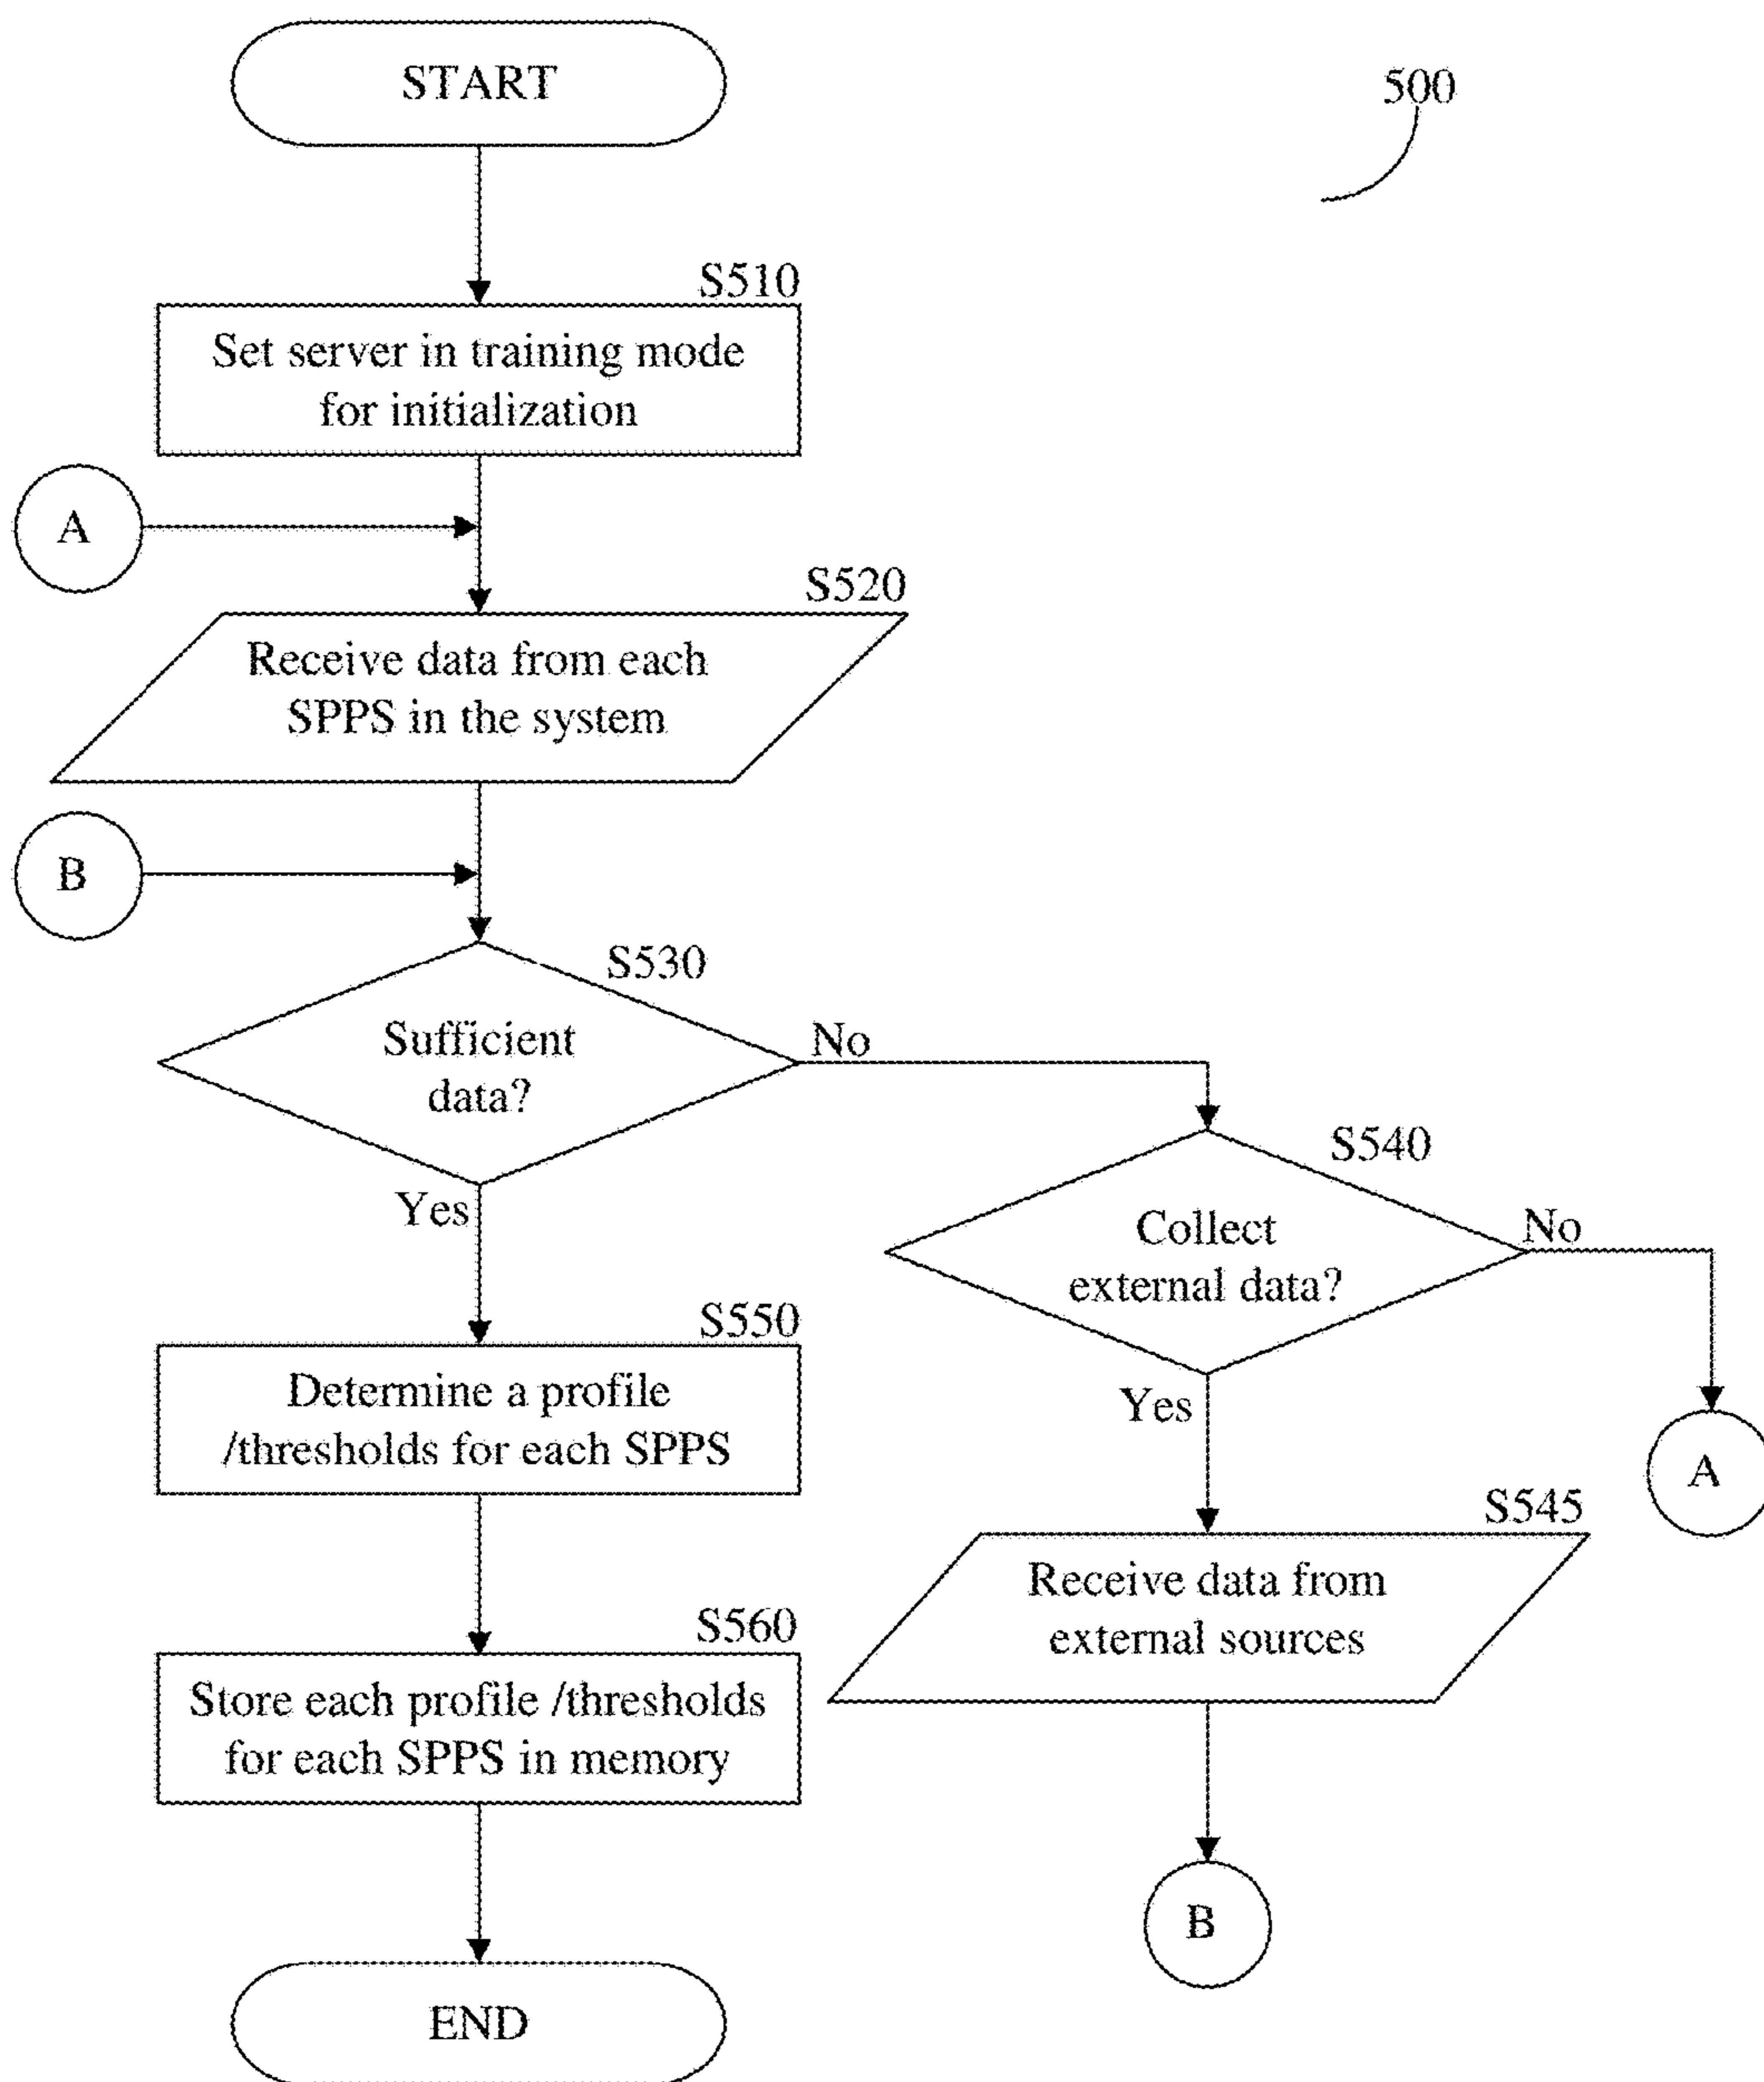 START
500
S510
Set server in training mode
for initialization
A
S520
Receive data from each
SPPS in the system
B
S530
Sufficient
data?
No
Yes
S540
Collect
external data?
No
Yes
A
S550
Determine a profile
/thresholds for each SPPS
S545
Receive data from
external sources
S560
Store each profile /thresholds
for each SPPS in memory
B
END